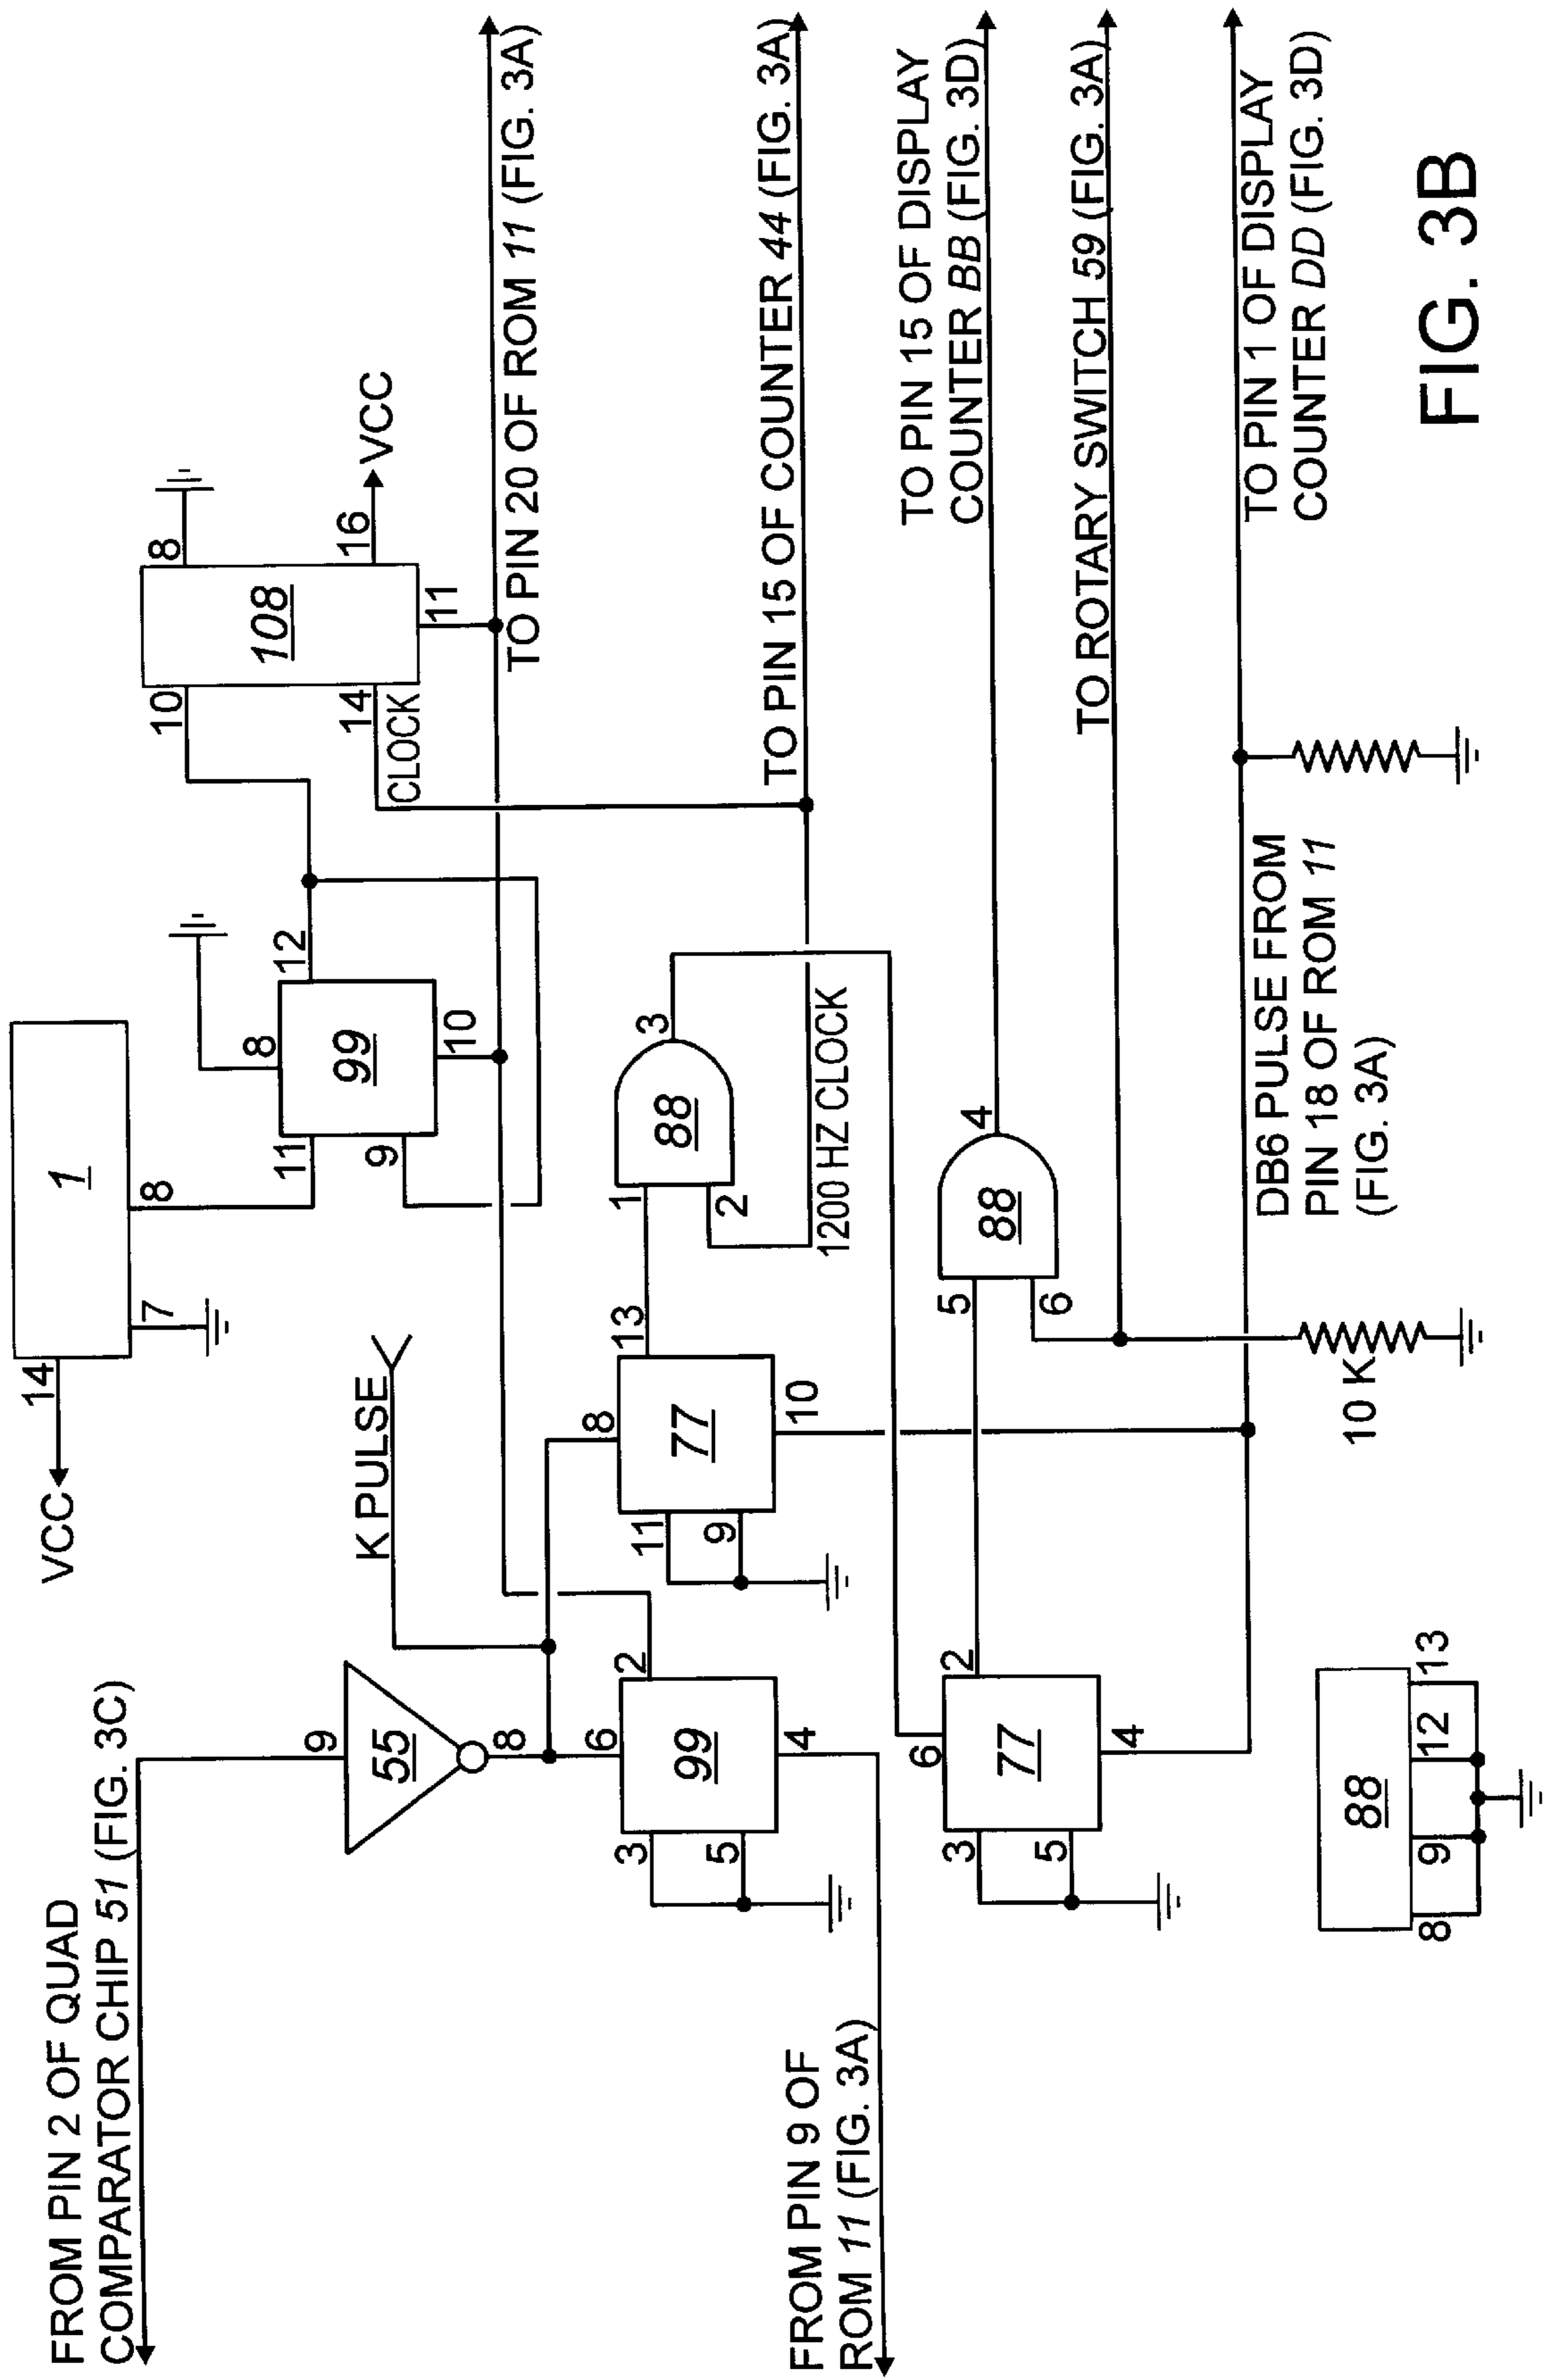 VCC
14
1
7
8
8
11
12
99
9
10
10
108
8
14
CLOCK
16
VCC
11
TO PIN 20 OF ROM 11 (FIG. 3A)
FROM PIN 2 OF QUAD
COMPARATOR CHIP 51 (FIG. 3C)
9
55
8
K PULSE
6
2
99
3
5
4
FROM PIN 9 OF
ROM 11 (FIG. 3A)
8
13
77
11
9
10
1
3
88
2
1200 HZ CLOCK
TO PIN 15 OF COUNTER 44 (FIG. 3A)
6
2
77
3
5
4
5
4
88
6
TO PIN 15 OF DISPLAY
COUNTER BB (FIG. 3D)
TO ROTARY SWITCH 59 (FIG. 3A)
10 K
DB6 PULSE FROM
PIN 18 OF ROM 11
(FIG. 3A)
TO PIN 1 OF DISPLAY
COUNTER DD (FIG. 3D)
88
8
9
12
13
FIG. 3B